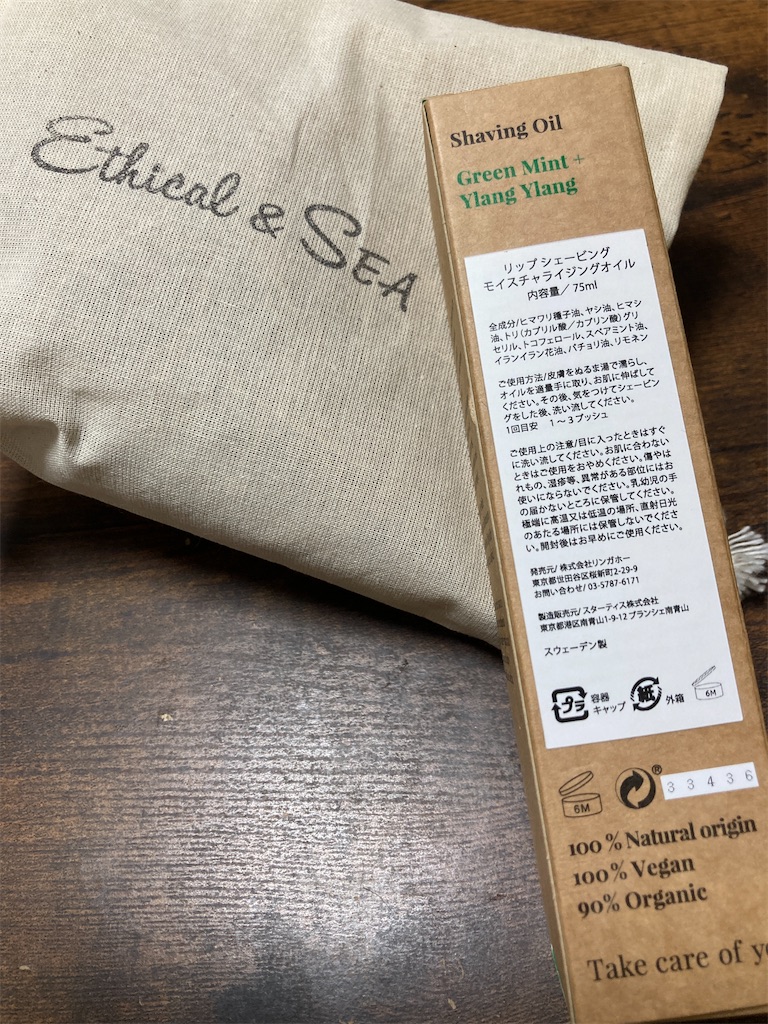 Ethical & SEA
Shaving Oil
Green Mint +
Ylang Ylang
リップ シェービング
モイスチャライジングオイル
内容量／75ml
全成分/ヒマワリ種子油、ヤシ油、ヒマシ
油、トリ（カプリル酸／カプリン酸）グリ
セリル、トコフェロール、スペアミント油、
イランイラン花油、パチョリ油、リモネン
ご使用方法/皮膚をぬるま湯で濡らし、
オイルを適量手に取り、お肌に伸ばして
ください。その後、気をつけてシェービン
グをした後、洗い流してください。
1回目安　1～3プッシュ
ご使用上の注意/目に入ったときはすぐ
に洗い流してください。お肌に合わない
ときはご使用をおやめください。傷やは
れもの、湿疹等、異常がある部位にはお
使いにならないでください。乳幼児の手
の届かないところに保管してください。
極端に高温又は低温の場所、直射日光
のあたる場所には保管しないでくださ
い。開封後はお早めにご使用ください。
発売元/ 株式会社リンガホー
東京都世田谷区桜新町2-29-9
お問い合わせ/ 03-5787-6171
製造販売元/ スターティス株式会社
東京都港区南青山1-9-12 ブランシェ南青山
スウェーデン製
プラ 容器 紙 外箱 6M
キャップ
6M ® 3 3 4 3 6
100 % Natural origin
100% Vegan
90% Organic
Take care of